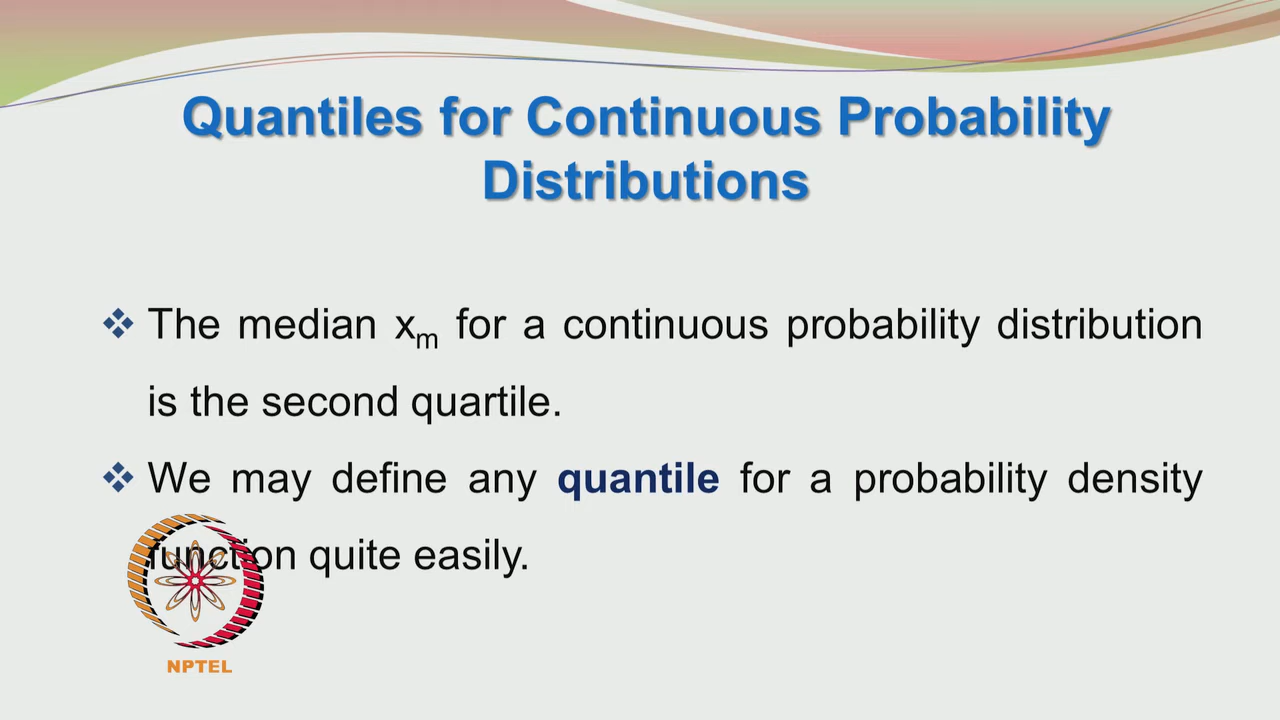 Quantiles for Continuous Probability
Distributions
❖ The median xₘ for a continuous probability distribution
is the second quartile.
❖ We may define any quantile for a probability density
function quite easily.
NPTEL